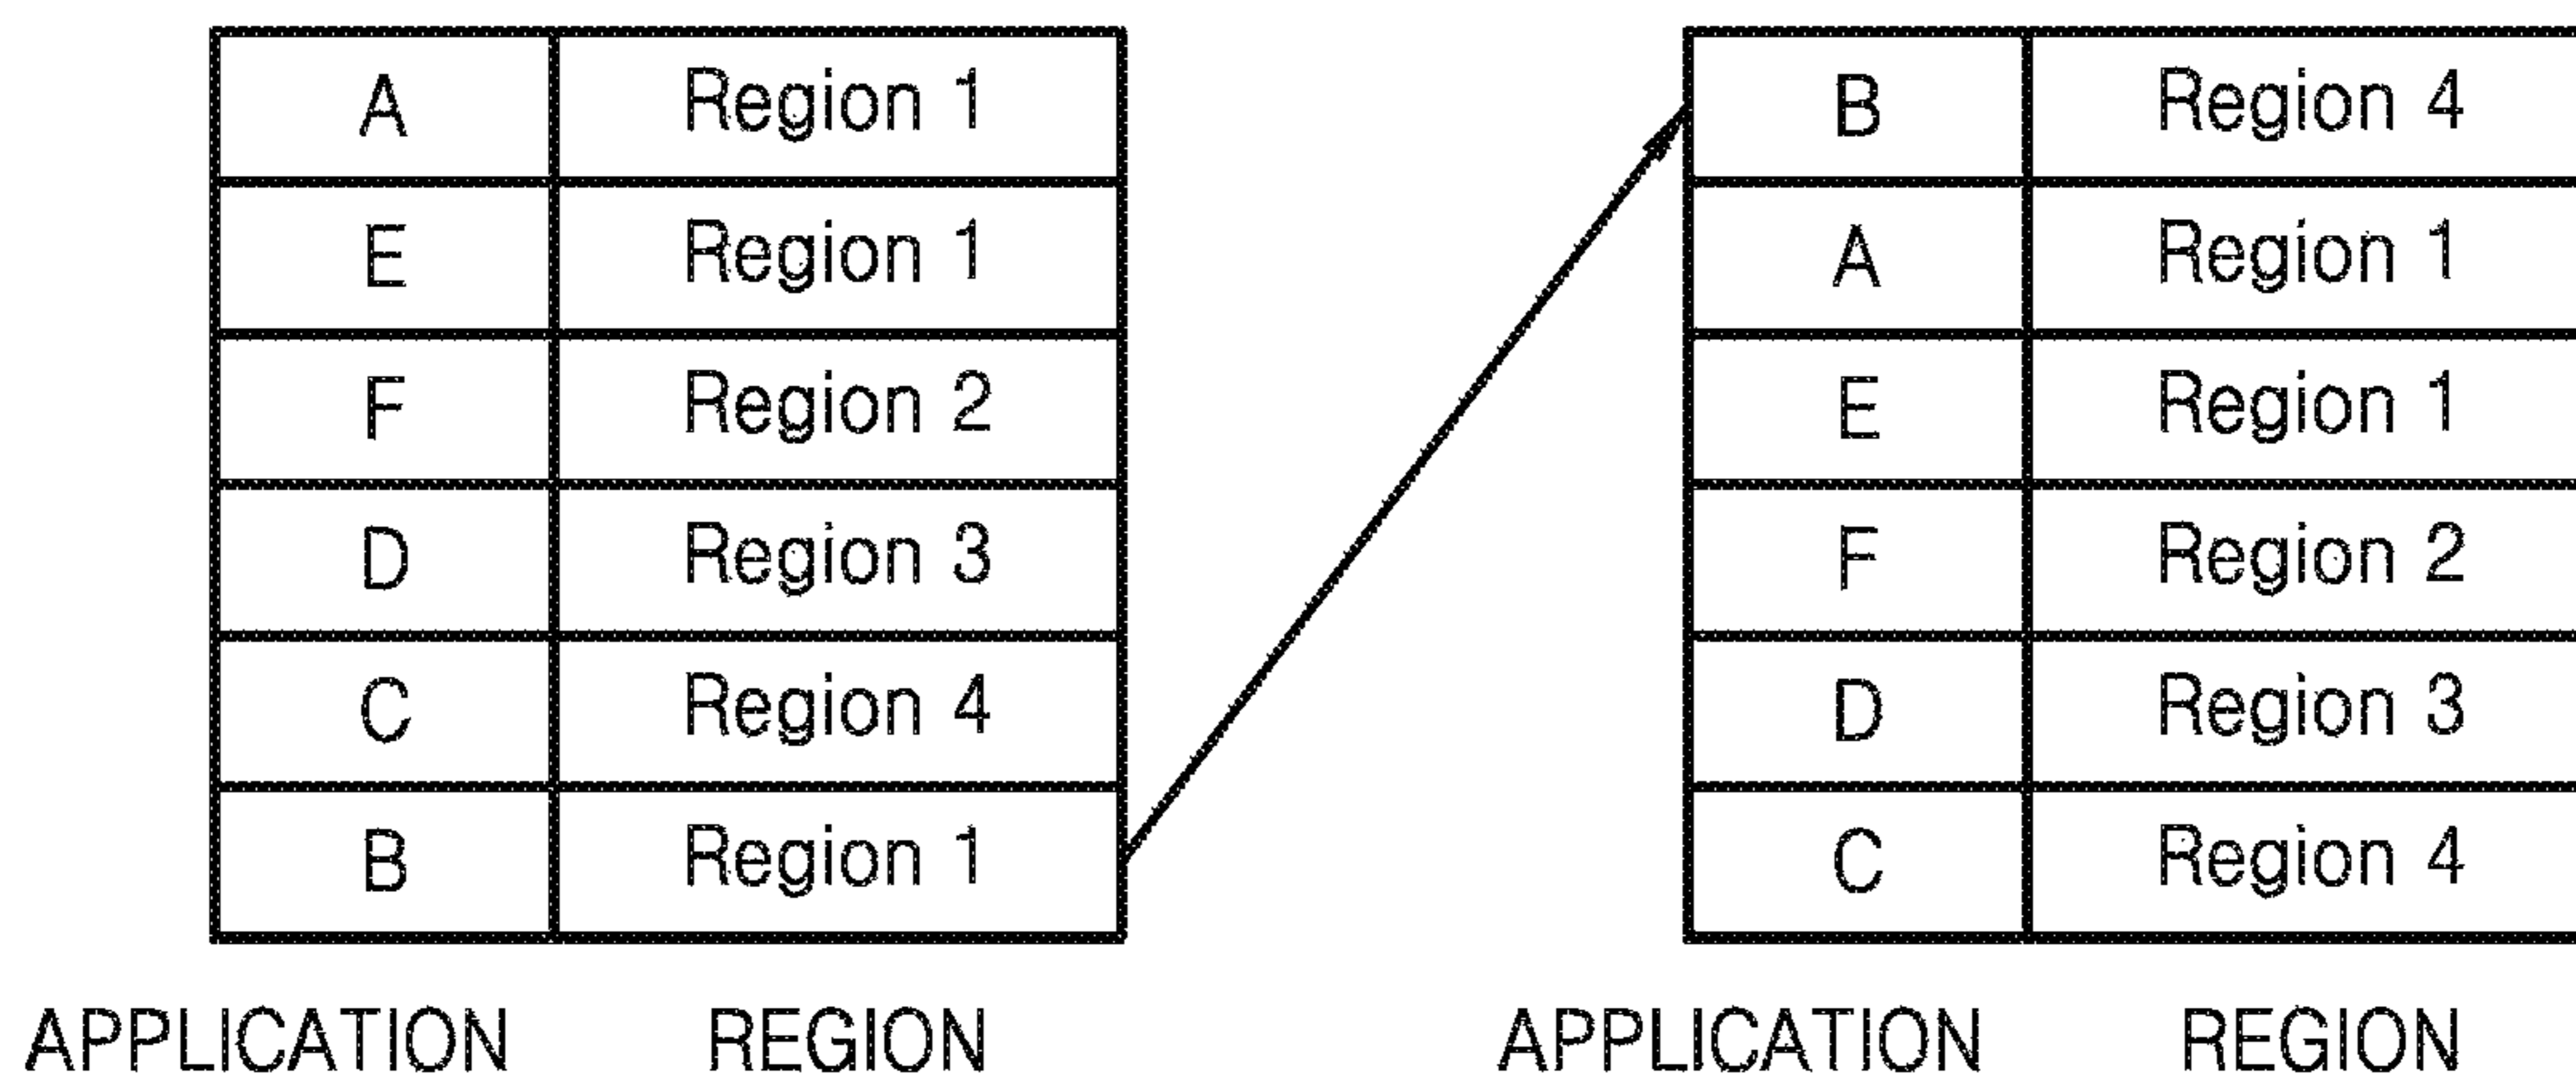 A Region 1 B Region 4
E Region 1 A Region 1
F Region 2 E Region 1
D Region 3 F Region 2
C Region 4 D Region 3
B Region 1 C Region 4
APPLICATION REGION APPLICATION REGION